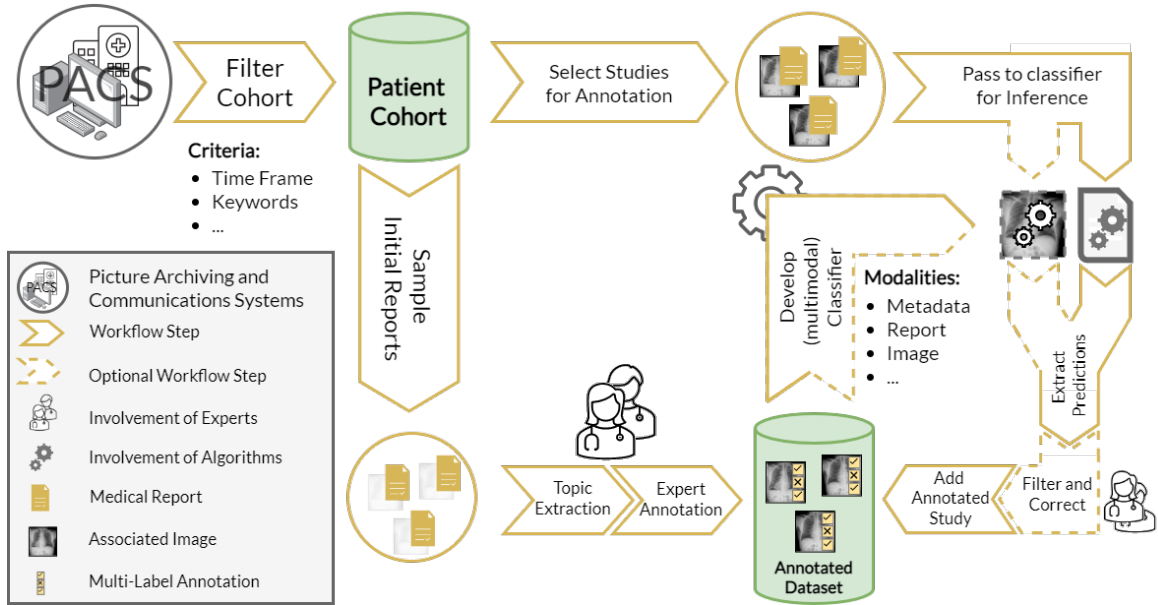 PACS
Filter
Cohort
Patient
Cohort
Select Studies
for Annotation
Pass to classifier
for Inference
Criteria:
• Time Frame
• Keywords
• ...
Sample
Initial Reports
Develop
(multimodal)
Classifier
Modalities:
• Metadata
• Report
• Image
• ...
Extract
Predictions
PACS
Picture Archiving and
Communications Systems
Workflow Step
Optional Workflow Step
Involvement of Experts
Involvement of Algorithms
Medical Report
Associated Image
Multi-Label Annotation
Topic
Extraction
Expert
Annotation
Annotated
Dataset
Add
Annotated
Study
Filter and
Correct